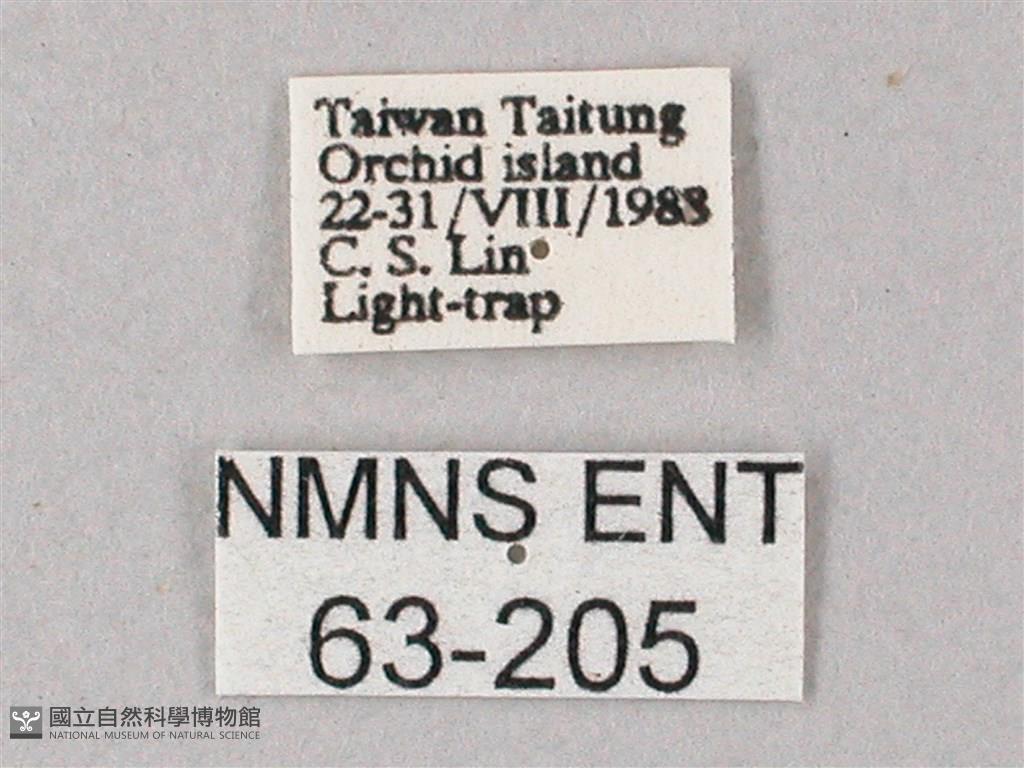 Taiwan Taitung
Orchid island
22-31/VIII/1983
C. S. Lin
Light-trap
NMNS ENT
63-205
國立自然科學博物館
NATIONAL MUSEUM OF NATURAL SCIENCE